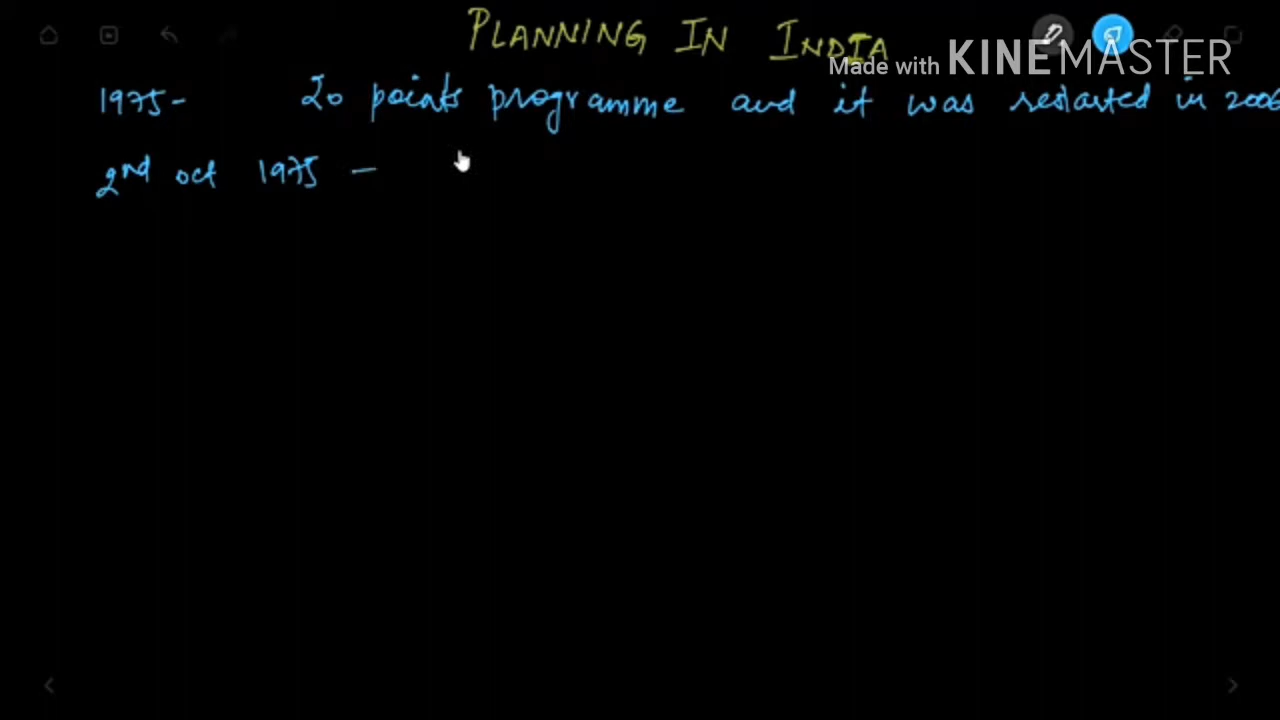 PLANNING IN INDIA
Made with KINEMASTER
1975- 20 points programme and it was restarted in 2006
2nd oct 1975 -